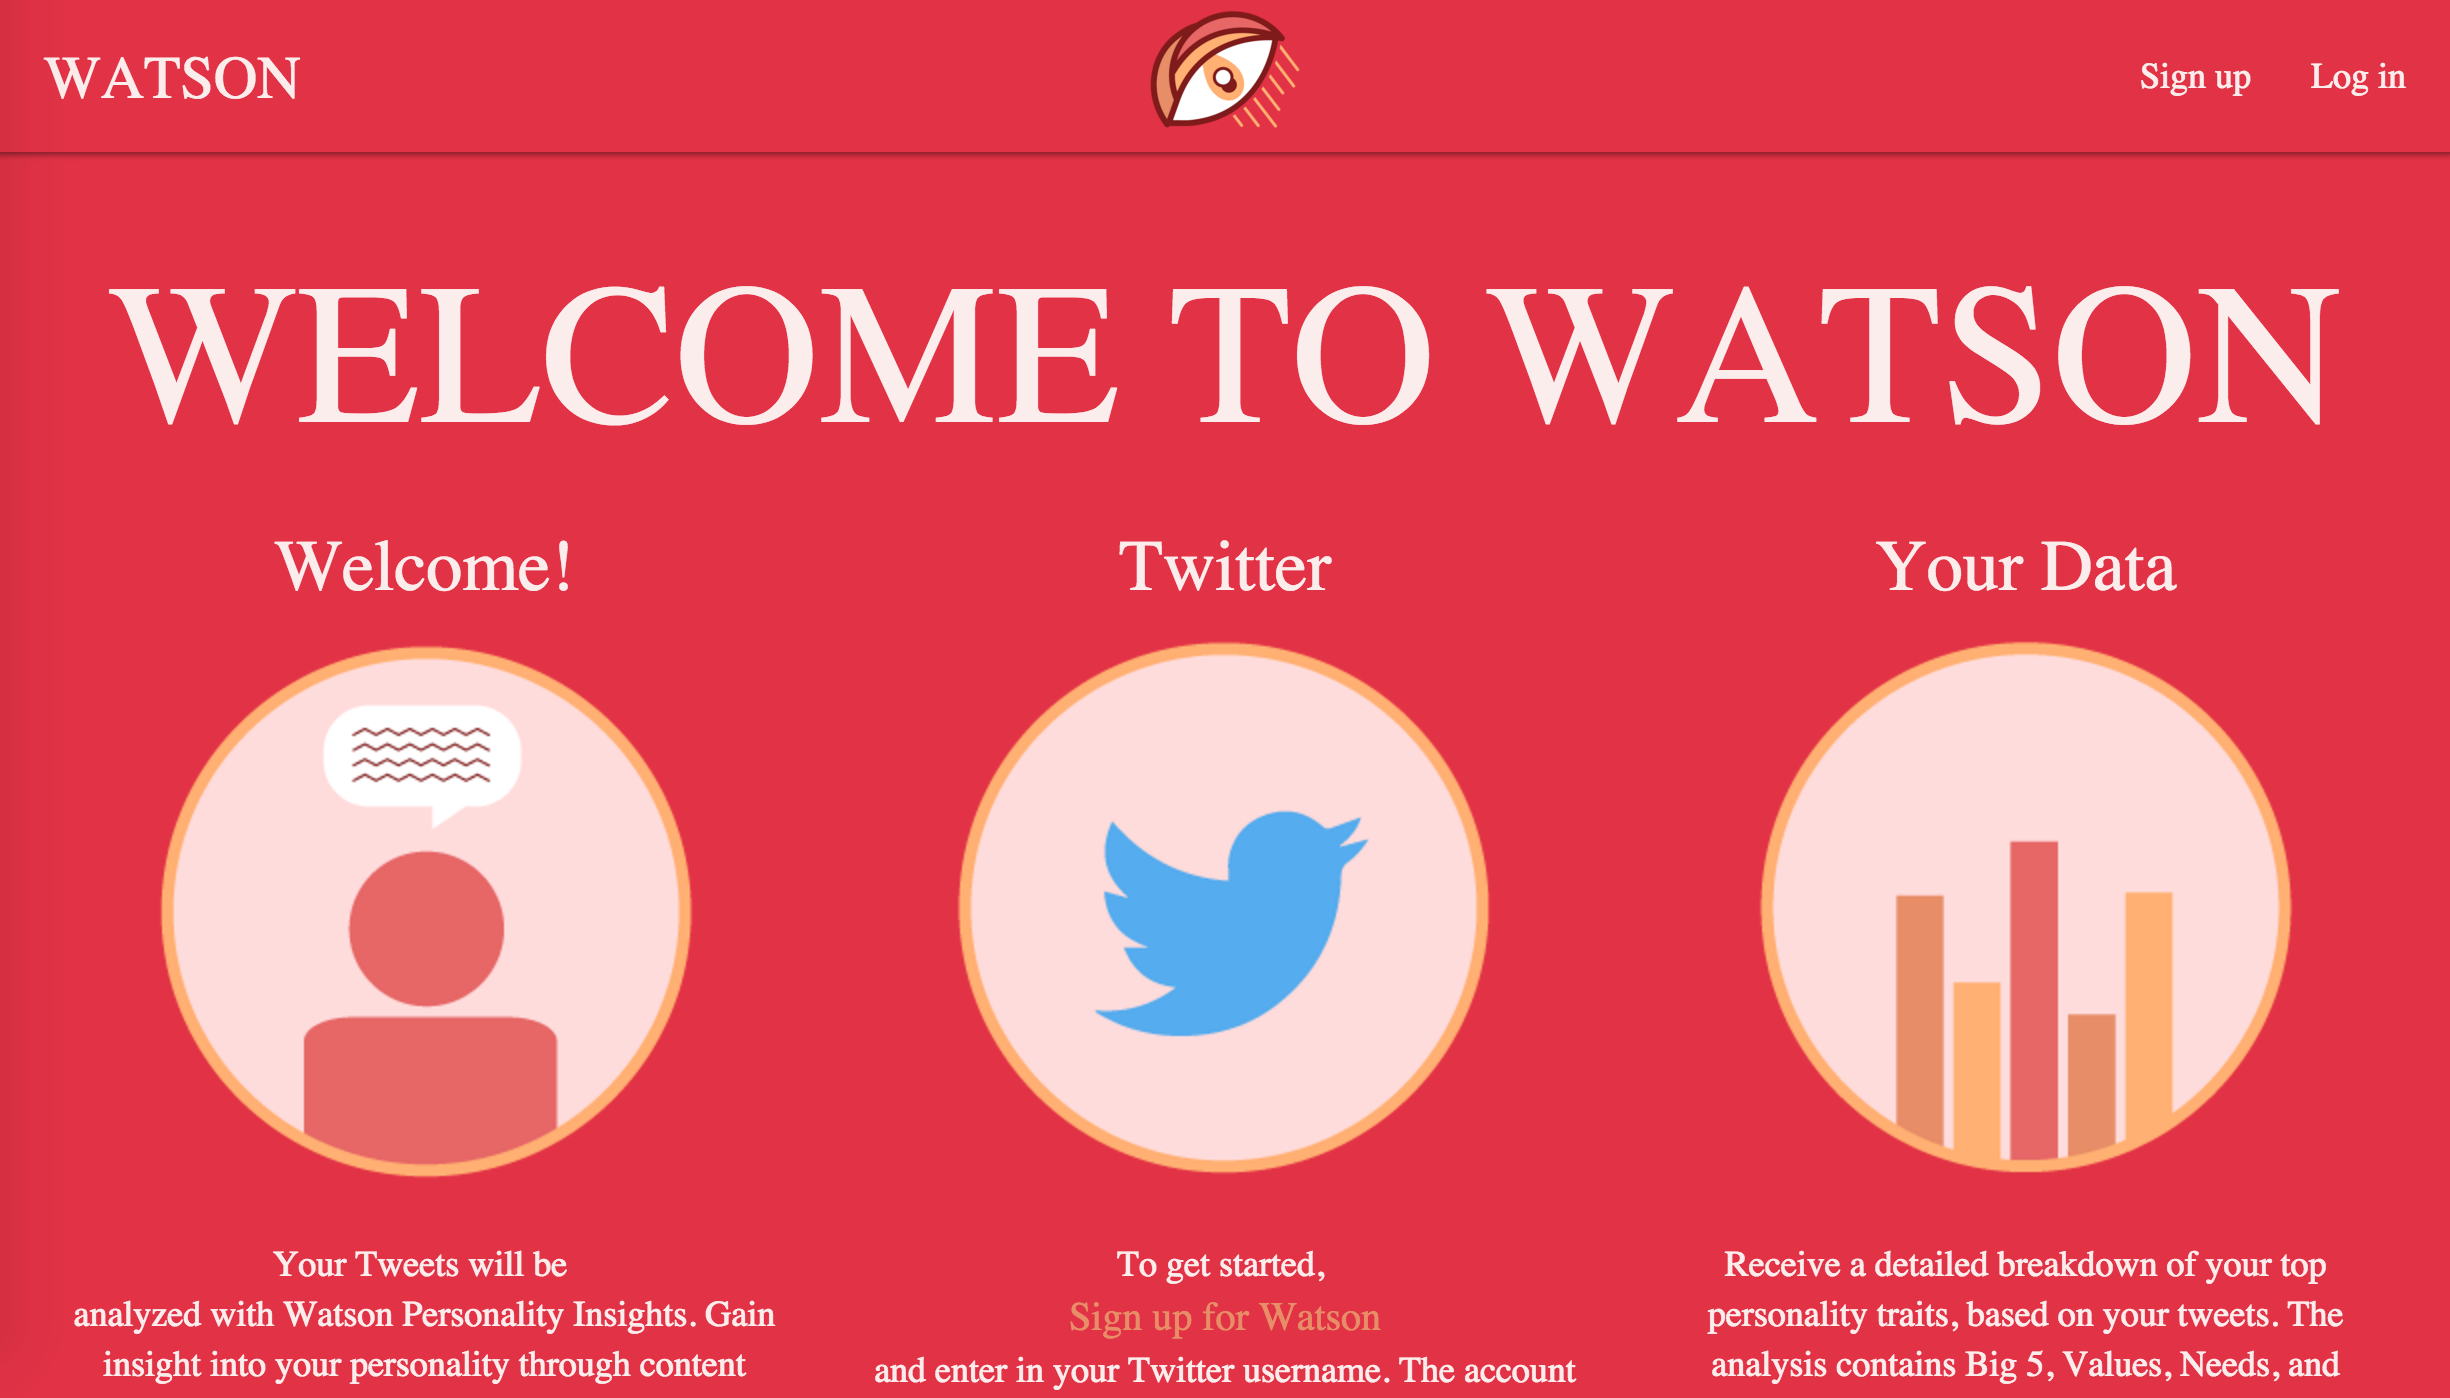 WATSON
Sign up
Log in
WELCOME TO WATSON
Welcome!
Twitter
Your Data
Your Tweets will be
analyzed with Watson Personality Insights. Gain
insight into your personality through content
To get started,
Sign up for Watson
and enter in your Twitter username. The account
Receive a detailed breakdown of your top
personality traits, based on your tweets. The
analysis contains Big 5, Values, Needs, and